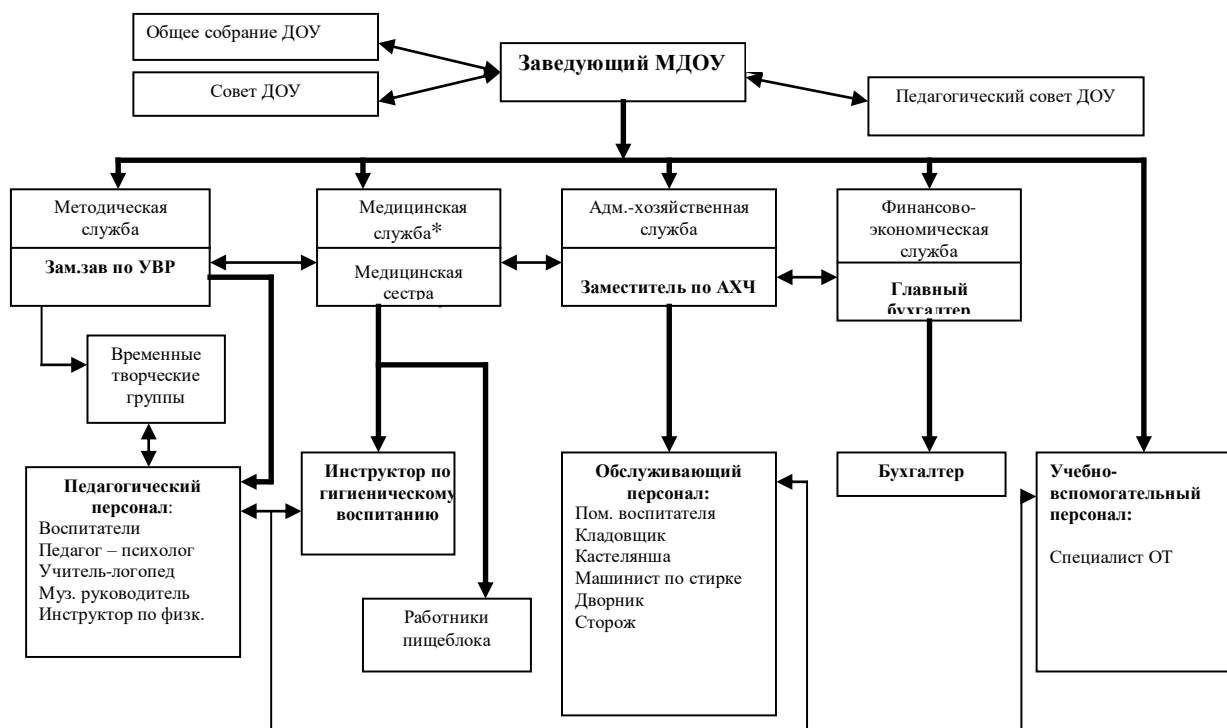 Общее собрание ДОУ
Заведующий МДОУ
Совет ДОУ
Педагогический совет ДОУ
Методическая
служба
Зам.зав по УВР
Медицинская
служба*
Медицинская
сестра
Адм.-хозяйственная
служба
Заместитель по АХЧ
Финансово-
экономическая
служба
Главный
бухгалтер
Временные
творческие
группы
Педагогический
персонал:
Воспитатели
Педагог – психолог
Учитель-логопед
Муз. руководитель
Инструктор по физк.
Инструктор по
гигиеническому
воспитанию
Работники
пищеблока
Обслуживающий
персонал:
Пом. воспитателя
Кладовщик
Кастелянша
Машинист по стирке
Дворник
Сторож
Бухгалтер
Учебно-
вспомогательный
персонал:
Специалист ОТ